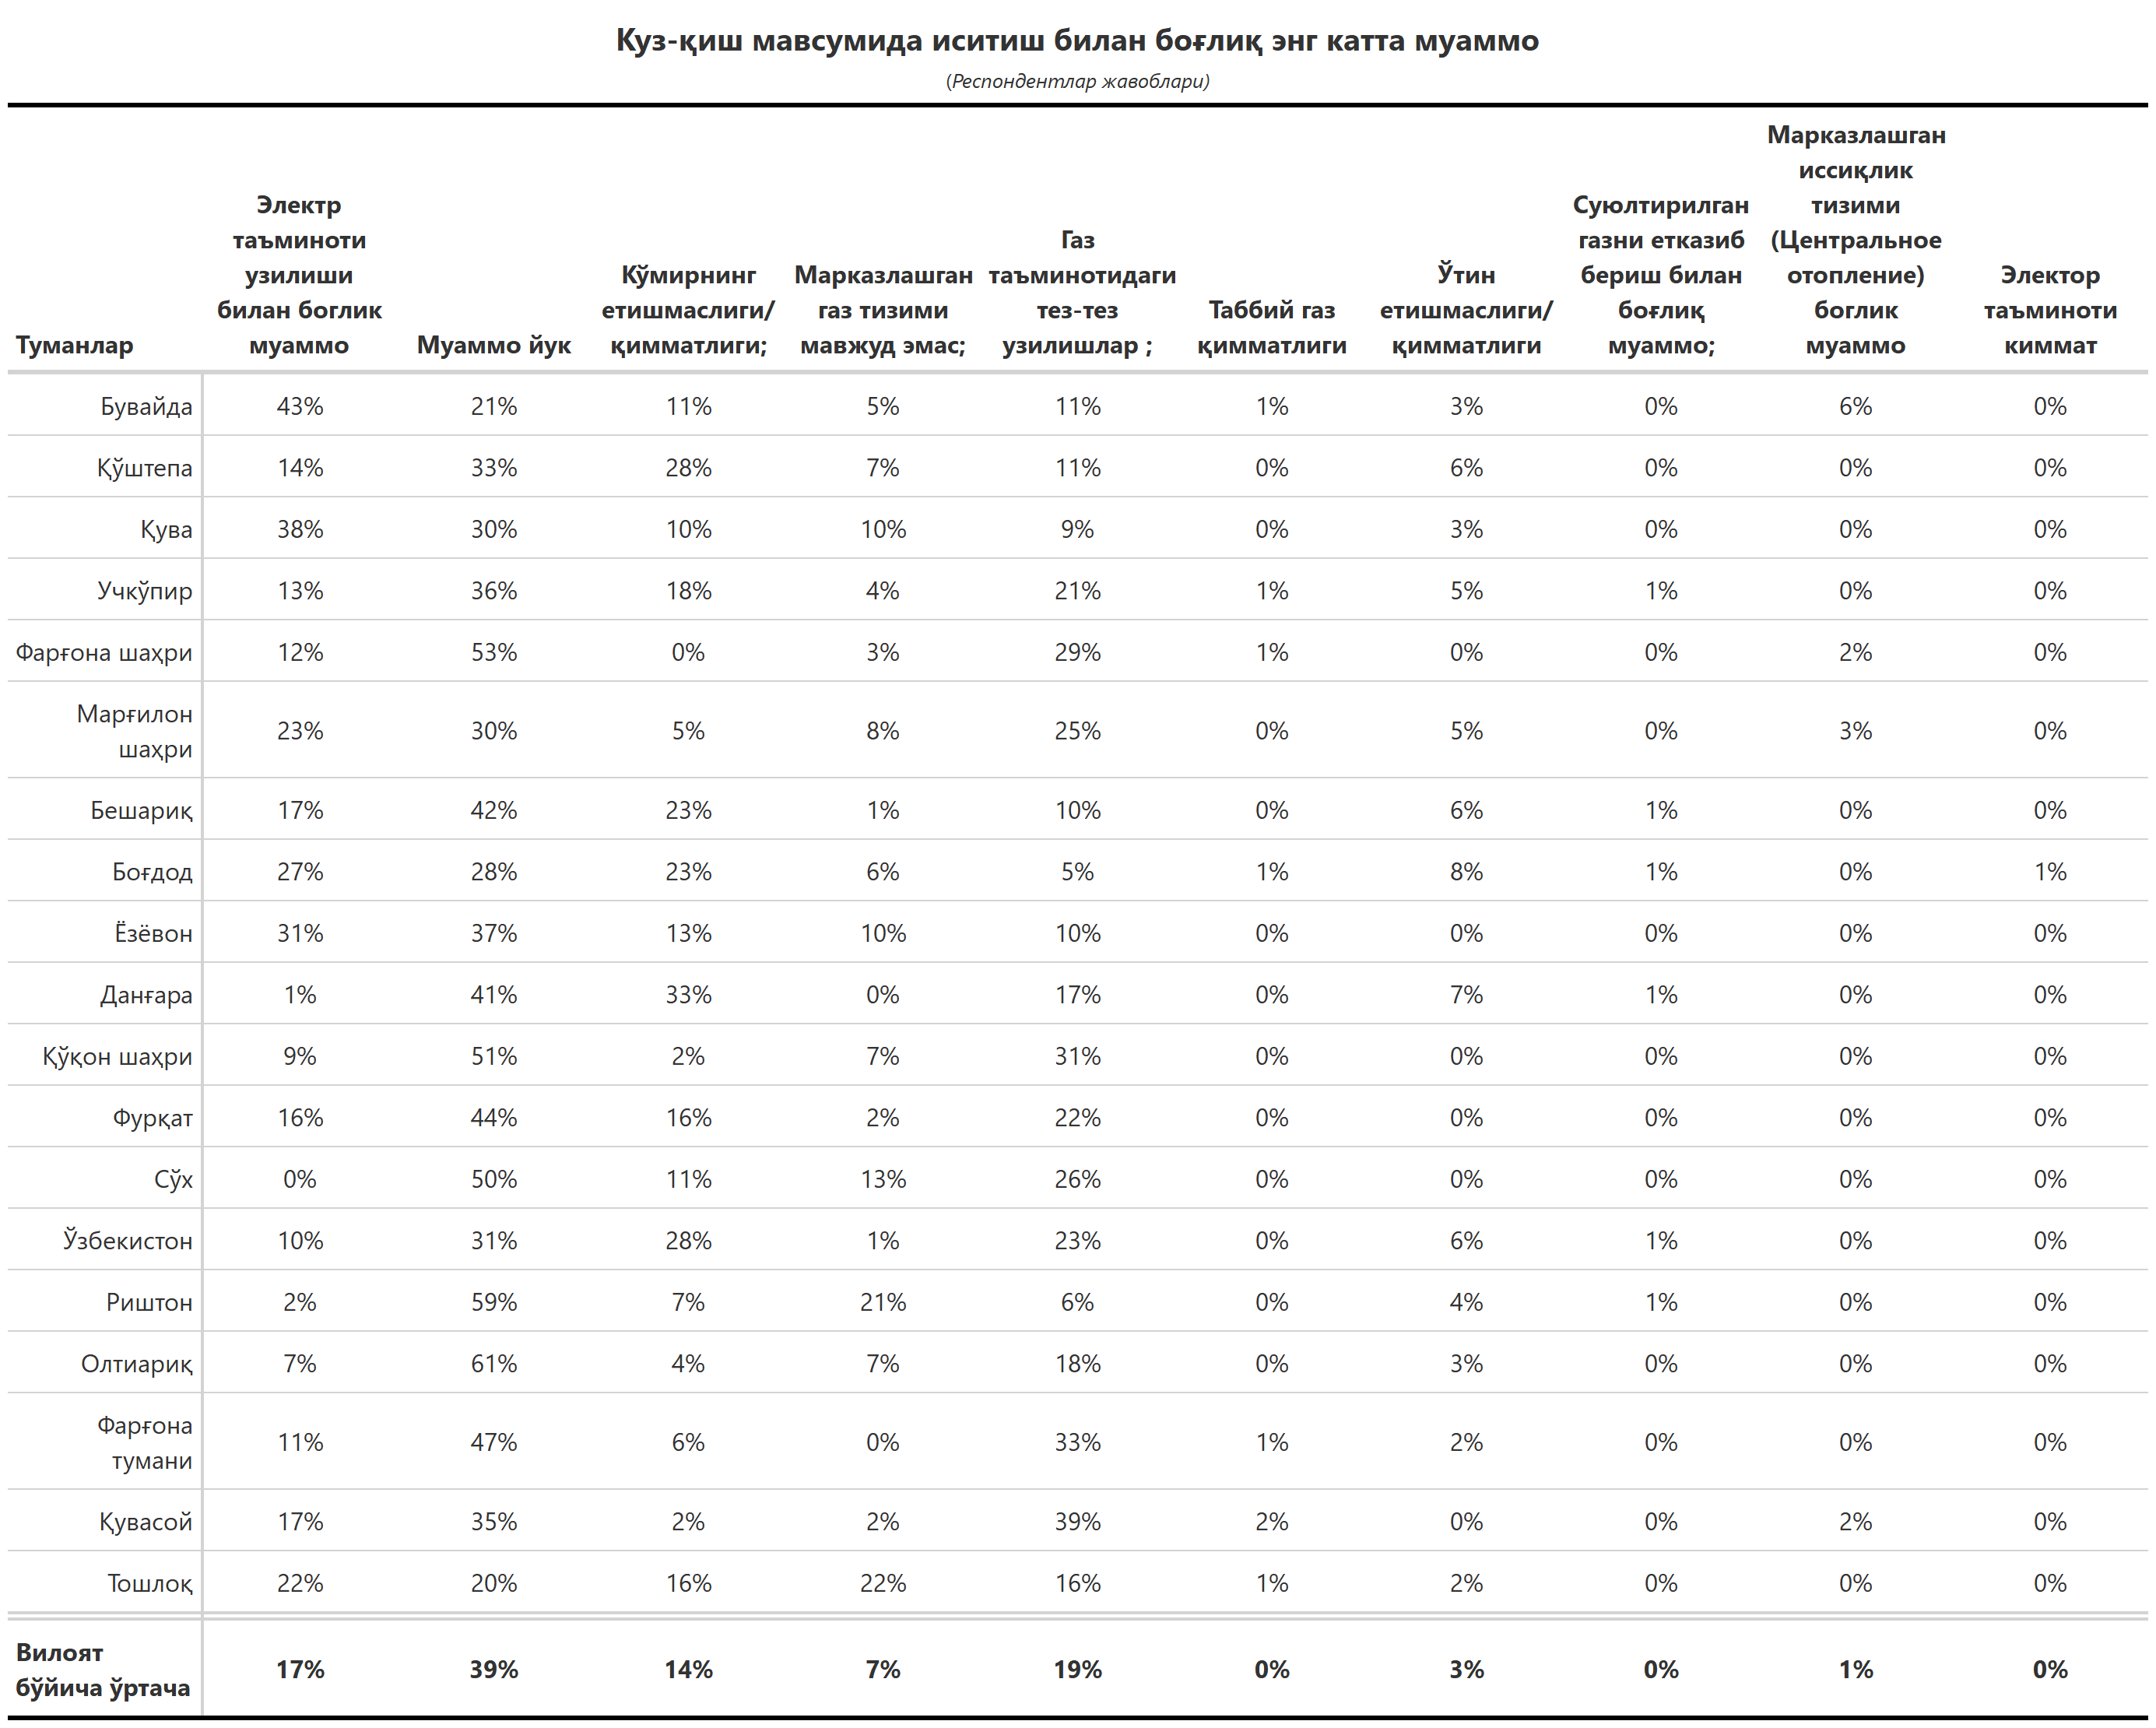 Куз-қиш мавсумида иситиш билан боғлиқ энг катта муаммо
(Респондентлар жавоблари)
Туманлар
Электр
таъминоти
узилиши
билан боглик
муаммо
Муаммо йук
Кўмирнинг
етишмаслиги/
қимматлиги;
Марказлашган
газ тизими
мавжуд эмас;
Газ
таъминотидаги
тез-тез
узилишлар ;
Таббий газ
қимматлиги
Ўтин
етишмаслиги/
қимматлиги
Суюлтирилган
газни етказиб
бериш билан
боғлиқ
муаммо;
Марказлашган
иссиқлик
тизими
(Центральное
отопление)
боглик
муаммо
Электор
таъминоти
киммат
Бувайда 43% 21% 11% 5% 11% 1% 3% 0% 6% 0%
Қўштепа 14% 33% 28% 7% 11% 0% 6% 0% 0% 0%
Қува 38% 30% 10% 10% 9% 0% 3% 0% 0% 0%
Учкўпир 13% 36% 18% 4% 21% 1% 5% 1% 0% 0%
Фарғона шаҳри 12% 53% 0% 3% 29% 1% 0% 0% 2% 0%
Марғилон
шаҳри 23% 30% 5% 8% 25% 0% 5% 0% 3% 0%
Бешариқ 17% 42% 23% 1% 10% 0% 6% 1% 0% 0%
Боғдод 27% 28% 23% 6% 5% 1% 8% 1% 0% 1%
Ёзёвон 31% 37% 13% 10% 10% 0% 0% 0% 0% 0%
Данғара 1% 41% 33% 0% 17% 0% 7% 1% 0% 0%
Қўқон шаҳри 9% 51% 2% 7% 31% 0% 0% 0% 0% 0%
Фурқат 16% 44% 16% 2% 22% 0% 0% 0% 0% 0%
Сўх 0% 50% 11% 13% 26% 0% 0% 0% 0% 0%
Ўзбекистон 10% 31% 28% 1% 23% 0% 6% 1% 0% 0%
Риштон 2% 59% 7% 21% 6% 0% 4% 1% 0% 0%
Олтиариқ 7% 61% 4% 7% 18% 0% 3% 0% 0% 0%
Фарғона
тумани 11% 47% 6% 0% 33% 1% 2% 0% 0% 0%
Қувасой 17% 35% 2% 2% 39% 2% 0% 0% 2% 0%
Тошлоқ 22% 20% 16% 22% 16% 1% 2% 0% 0% 0%
Вилоят
бўйича ўртача 17% 39% 14% 7% 19% 0% 3% 0% 1% 0%